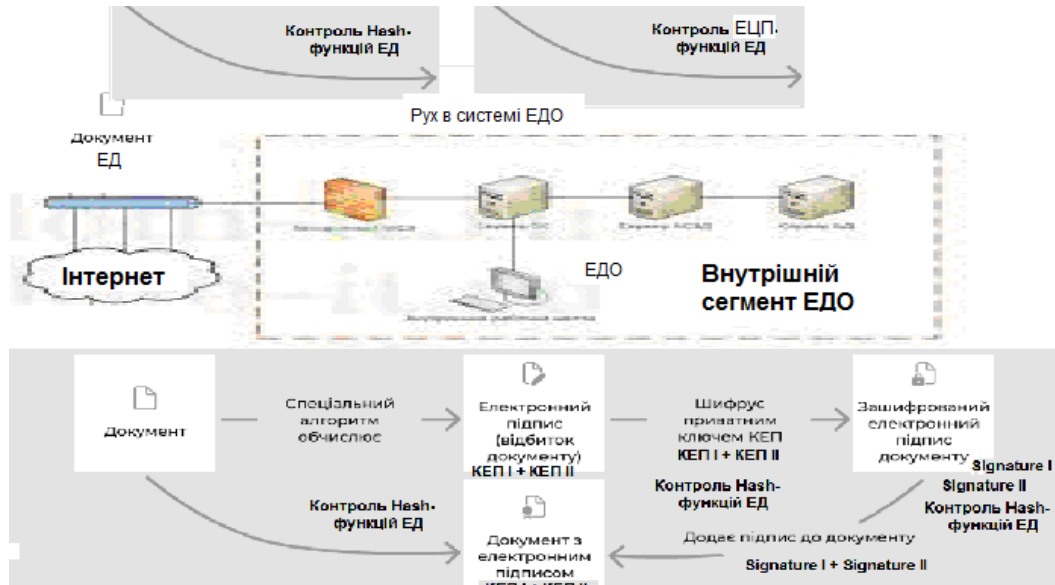 Контроль Hash-
функцій ЕД
Контроль ЕЦП-
функцій ЕД
Рух в системі ЕДО
Документ
ЕД
Інтернет
ЕДО
Внутрішній
сегмент ЕДО
Документ
Спеціальний
алгоритм
обчислює
Електронний
підпис
(відбиток
документу)
КЕП І + КЕП ІІ
Шифрує
приватним
ключем КЕП
КЕП І + КЕП ІІ
Зашифрований
електронний
підпис
документу
Signature I
Signature II
Контроль Hash-
функцій ЕД
Контроль Hash-
функцій ЕД
Контроль Hash-
функцій ЕД
Документ з
електронним
підписом
КЕП І + КЕП ІІ
Додає підпис до документу
Signature I + Signature II